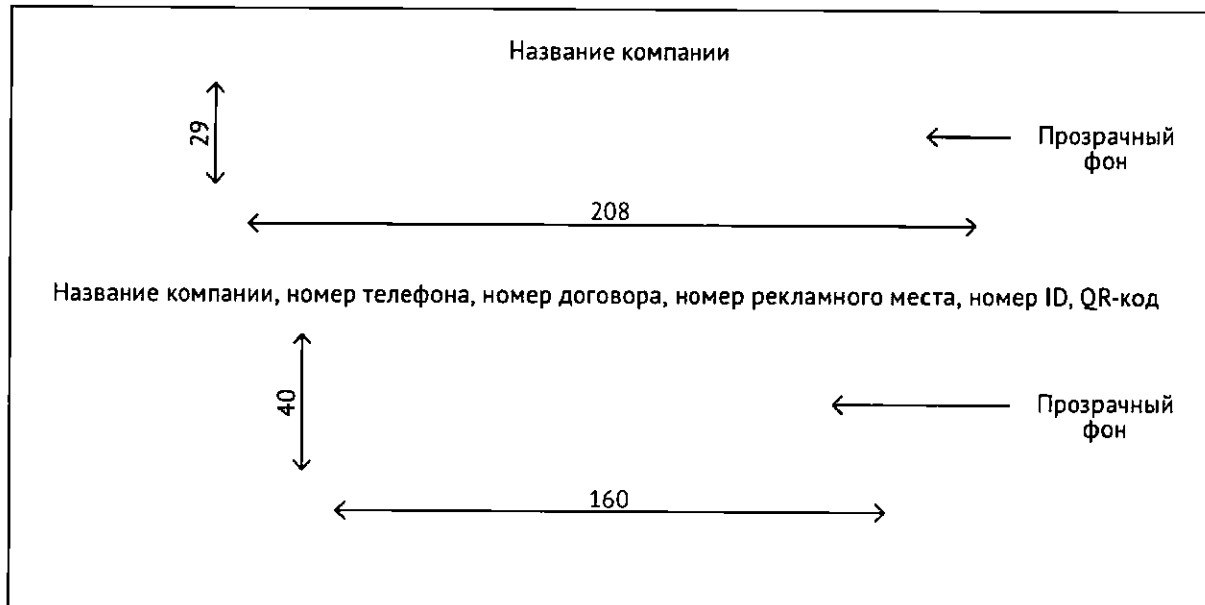 Название компании
29
Прозрачный
фон
208
Название компании, номер телефона, номер договора, номер рекламного места, номер ID, QR-код
40
Прозрачный
фон
160